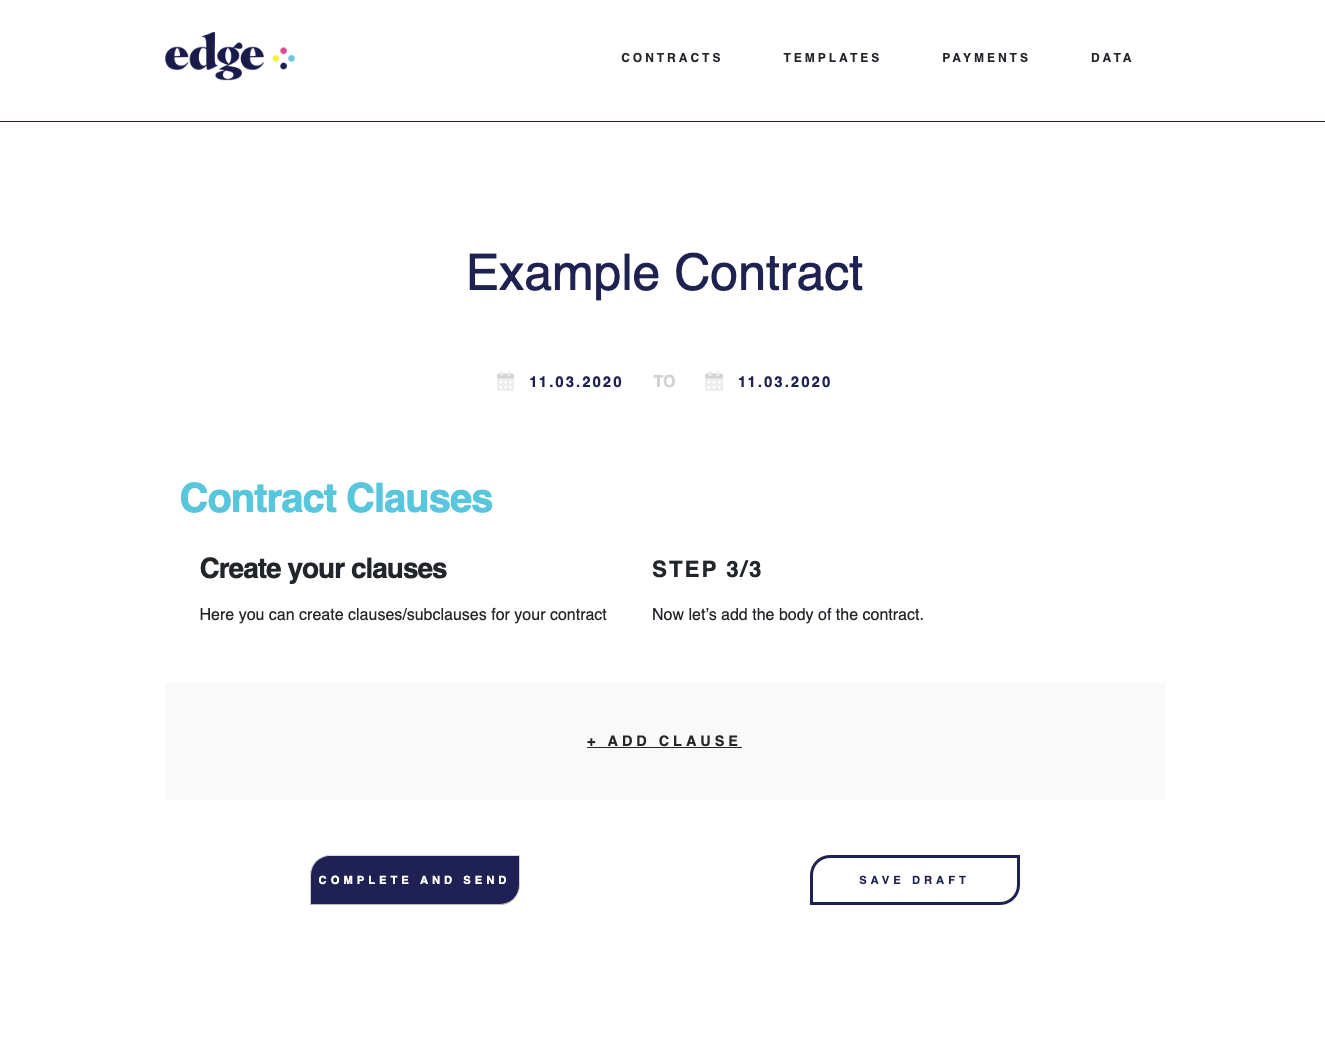 edge
CONTRACTS TEMPLATES PAYMENTS DATA
Example Contract
11.03.2020 TO 11.03.2020
Contract Clauses
Create your clauses
Here you can create clauses/subclauses for your contract
STEP 3/3
Now let’s add the body of the contract.
+ ADD CLAUSE
COMPLETE AND SEND
SAVE DRAFT